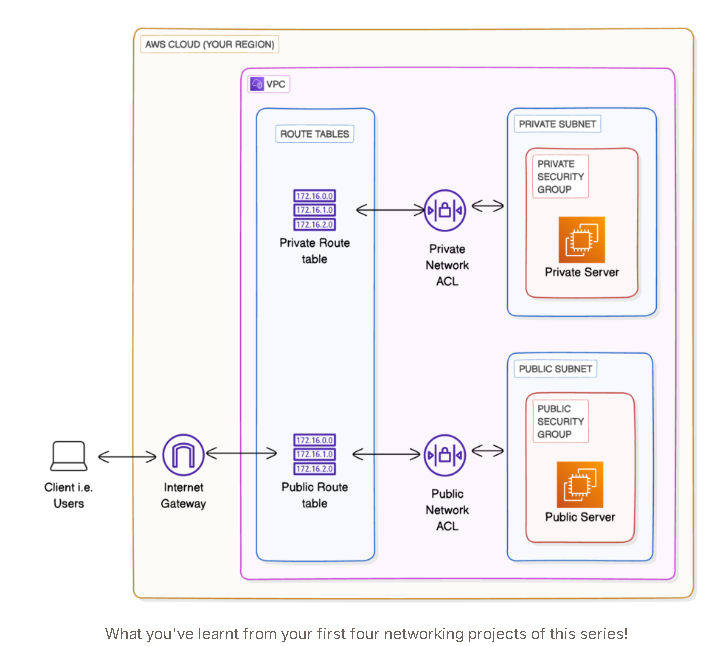 AWS CLOUD (YOUR REGION)
VPC
ROUTE TABLES
172.16.0.0
172.16.1.0
172.16.2.0
Private Route
table
Private
Network
ACL
PRIVATE SUBNET
PRIVATE
SECURITY
GROUP
Private Server
Client i.e.
Users
Internet
Gateway
172.16.0.0
172.16.1.0
172.16.2.0
Public Route
table
Public
Network
ACL
PUBLIC SUBNET
PUBLIC
SECURITY
GROUP
Public Server
What you've learnt from your first four networking projects of this series!